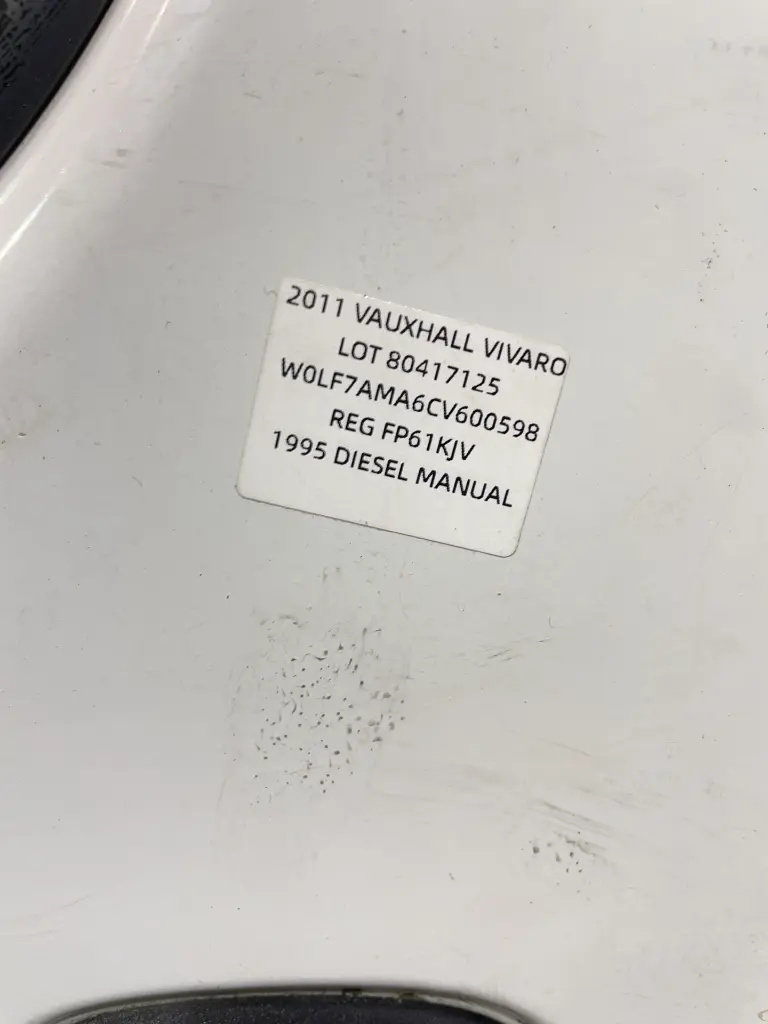 2011 VAUXHALL VIVARO
LOT 80417125
W0LF7AMA6CV600598
REG FP61KJV
1995 DIESEL MANUAL